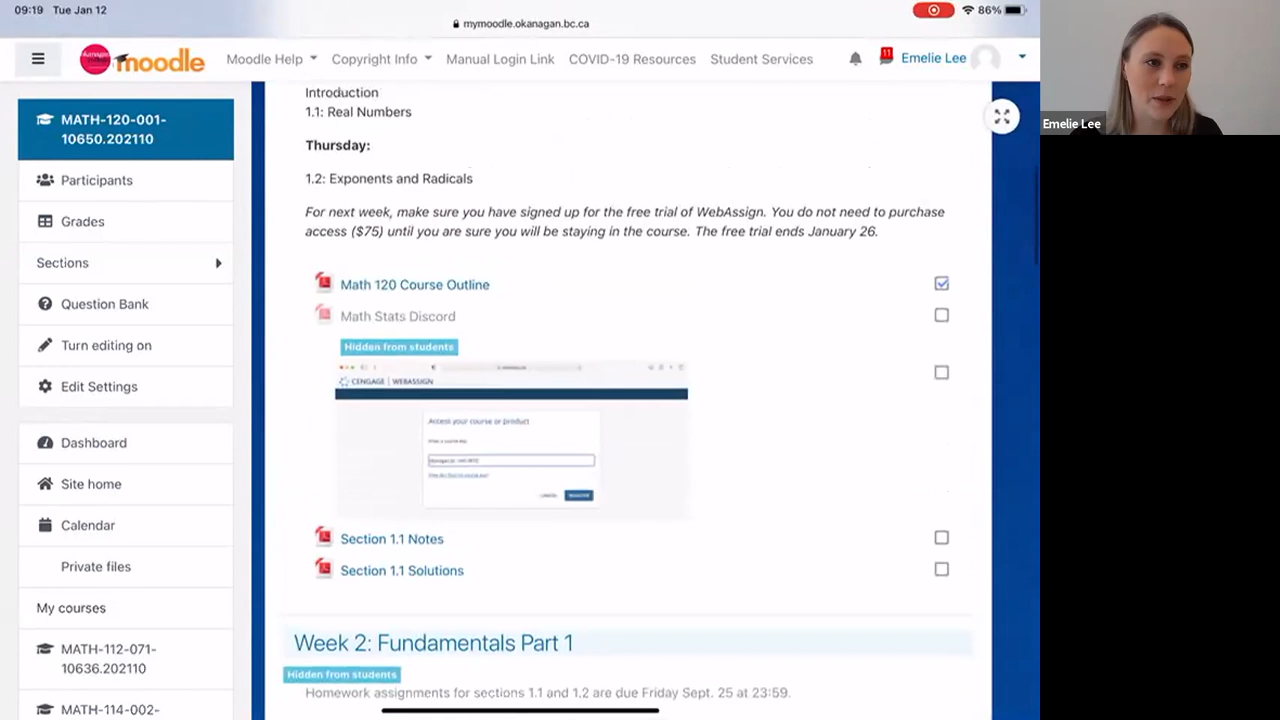 09:19 Tue Jan 12
mymoodle.okanagan.bc.ca
86%
moodle
Moodle Help
Copyright Info
Manual Login Link
COVID-19 Resources
Student Services
11
Emelie Lee
Emelie Lee
MATH-120-001-
10650.202110
Participants
Grades
Sections
Question Bank
Turn editing on
Edit Settings
Dashboard
Site home
Calendar
Private files
My courses
MATH-112-071-
10636.202110
MATH-114-002-
Introduction
1.1: Real Numbers
Thursday:
1.2: Exponents and Radicals
For next week, make sure you have signed up for the free trial of WebAssign. You do not need to purchase
access ($75) until you are sure you will be staying in the course. The free trial ends January 26.
Math 120 Course Outline
Math Stats Discord
Hidden from students
CENGAGE | WEBASSIGN
Access your course or product
CANCEL
REGISTER
Section 1.1 Notes
Section 1.1 Solutions
Week 2: Fundamentals Part 1
Hidden from students
Homework assignments for sections 1.1 and 1.2 are due Friday Sept. 25 at 23:59.